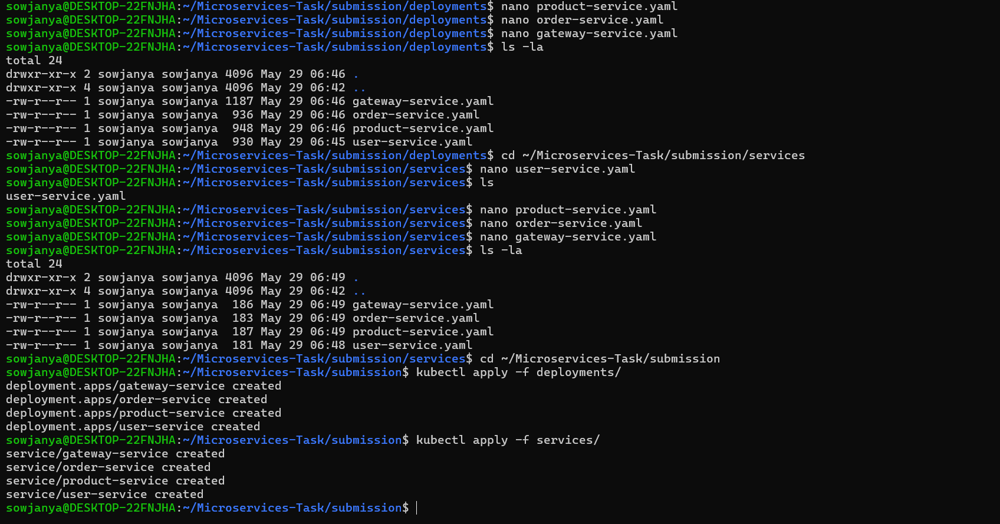 sowjanya@DESKTOP-22FNJHA:~/Microservices-Task/submission/deployments$ nano product-service.yaml
sowjanya@DESKTOP-22FNJHA:~/Microservices-Task/submission/deployments$ nano order-service.yaml
sowjanya@DESKTOP-22FNJHA:~/Microservices-Task/submission/deployments$ nano gateway-service.yaml
sowjanya@DESKTOP-22FNJHA:~/Microservices-Task/submission/deployments$ ls -la
total 24
drwxr-xr-x 2 sowjanya sowjanya 4096 May 29 06:46 .
drwxr-xr-x 4 sowjanya sowjanya 4096 May 29 06:42 ..
-rw-r--r-- 1 sowjanya sowjanya 1187 May 29 06:46 gateway-service.yaml
-rw-r--r-- 1 sowjanya sowjanya  936 May 29 06:46 order-service.yaml
-rw-r--r-- 1 sowjanya sowjanya  948 May 29 06:46 product-service.yaml
-rw-r--r-- 1 sowjanya sowjanya  930 May 29 06:45 user-service.yaml
sowjanya@DESKTOP-22FNJHA:~/Microservices-Task/submission/deployments$ cd ~/Microservices-Task/submission/services
sowjanya@DESKTOP-22FNJHA:~/Microservices-Task/submission/services$ nano user-service.yaml
sowjanya@DESKTOP-22FNJHA:~/Microservices-Task/submission/services$ ls
user-service.yaml
sowjanya@DESKTOP-22FNJHA:~/Microservices-Task/submission/services$ nano product-service.yaml
sowjanya@DESKTOP-22FNJHA:~/Microservices-Task/submission/services$ nano order-service.yaml
sowjanya@DESKTOP-22FNJHA:~/Microservices-Task/submission/services$ nano gateway-service.yaml
sowjanya@DESKTOP-22FNJHA:~/Microservices-Task/submission/services$ ls -la
total 24
drwxr-xr-x 2 sowjanya sowjanya 4096 May 29 06:49 .
drwxr-xr-x 4 sowjanya sowjanya 4096 May 29 06:42 ..
-rw-r--r-- 1 sowjanya sowjanya  186 May 29 06:49 gateway-service.yaml
-rw-r--r-- 1 sowjanya sowjanya  183 May 29 06:49 order-service.yaml
-rw-r--r-- 1 sowjanya sowjanya  187 May 29 06:49 product-service.yaml
-rw-r--r-- 1 sowjanya sowjanya  181 May 29 06:48 user-service.yaml
sowjanya@DESKTOP-22FNJHA:~/Microservices-Task/submission/services$ cd ~/Microservices-Task/submission
sowjanya@DESKTOP-22FNJHA:~/Microservices-Task/submission$ kubectl apply -f deployments/
deployment.apps/gateway-service created
deployment.apps/order-service created
deployment.apps/product-service created
deployment.apps/user-service created
sowjanya@DESKTOP-22FNJHA:~/Microservices-Task/submission$ kubectl apply -f services/
service/gateway-service created
service/order-service created
service/product-service created
service/user-service created
sowjanya@DESKTOP-22FNJHA:~/Microservices-Task/submission$